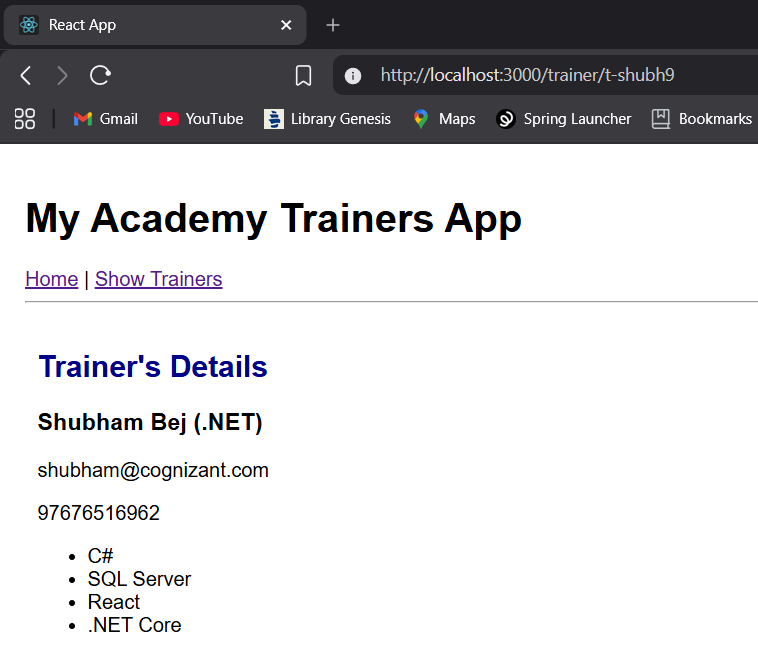 React App
http://localhost:3000/trainer/t-shubh9
Gmail YouTube Library Genesis Maps Spring Launcher Bookmarks
My Academy Trainers App
Home | Show Trainers
Trainer's Details
Shubham Bej (.NET)
shubham@cognizant.com
97676516962
C#
SQL Server
React
.NET Core